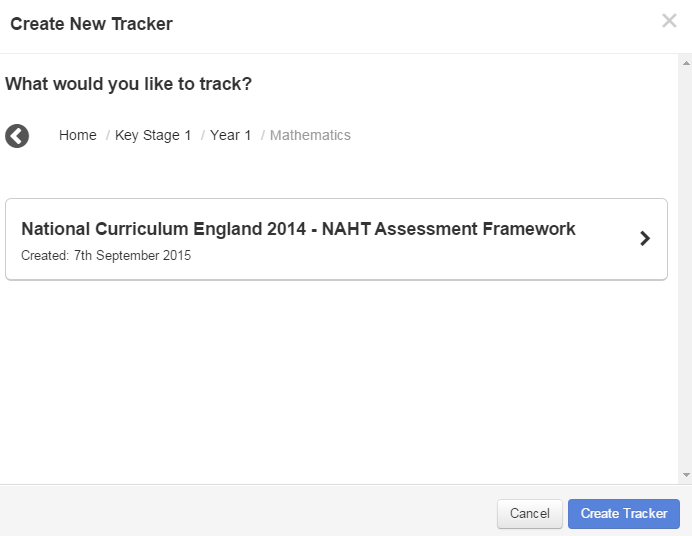 Create New Tracker
What would you like to track?
Home / Key Stage 1 / Year 1 / Mathematics
National Curriculum England 2014 - NAHT Assessment Framework
Created: 7th September 2015
Cancel Create Tracker